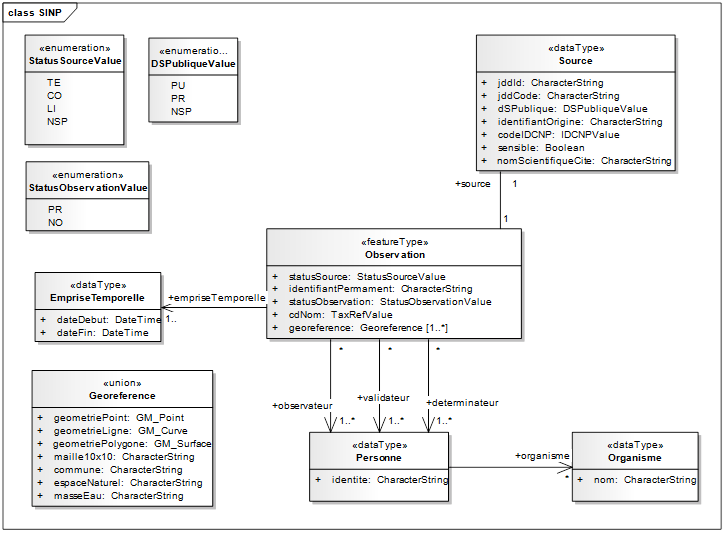 class SINP
«enumeration»
StatusSourceValue
TE
CO
LI
NSP
«enumeratio...
DSPubliqueValue
PU
PR
NSP
«dataType»
Source
+ jddId: CharacterString
+ jddCode: CharacterString
+ dSPublique: DSPubliqueValue
+ identifiantOrigine: CharacterString
+ codeIDCNP: IDCNPValue
+ sensible: Boolean
+ nomScientifiqueCite: CharacterString
«enumeration»
StatusObservationValue
PR
NO
+source 1
1
«featureType»
Observation
+ statusSource: StatusSourceValue
+ identifiantPermament: CharacterString
+ statusObservation: StatusObservationValue
+ cdNom: TaxRefValue
+ georeference: Georeference [1..*]
«dataType»
EmpriseTemporelle
+ dateDebut: DateTime
+ dateFin: DateTime
+empriseTemporelle
1..
«union»
Georeference
+ geometriePoint: GM_Point
+ geometrieLigne: GM_Curve
+ geometriePolygone: GM_Surface
+ maille10x10: CharacterString
+ commune: CharacterString
+ espaceNaturel: CharacterString
+ masseEau: CharacterString
* * *
+observateur
+validateur
+determinateur
1..* 1..* 1..*
«dataType»
Personne
+ identite: CharacterString
+organisme
*
«dataType»
Organisme
+ nom: CharacterString